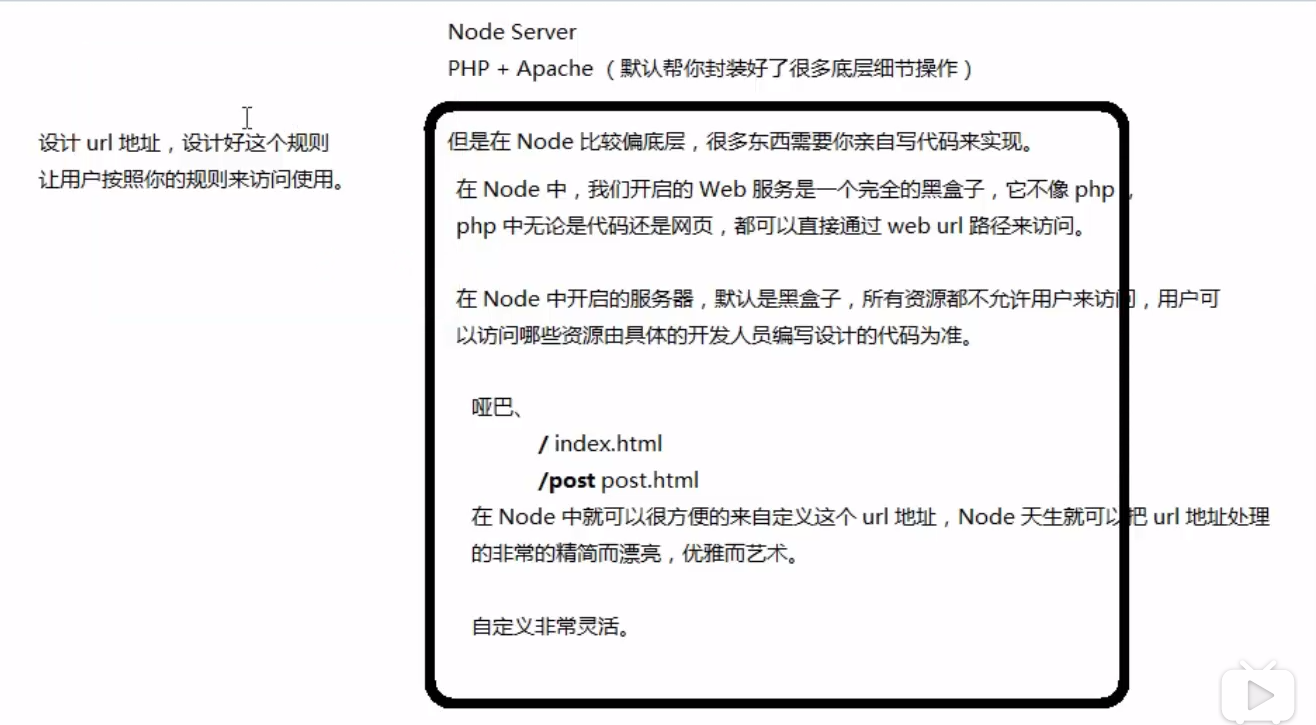 Node Server
PHP + Apache（默认帮你封装好了很多底层细节操作）
设计 url 地址，设计好这个规则
让用户按照你的规则来访问使用。
但是在 Node 比较偏底层，很多东西需要你亲自写代码来实现。
在 Node 中，我们开启的 Web 服务是一个完全的黑盒子，它不像 php，
php 中无论是代码还是网页，都可以直接通过 web url 路径来访问。
在 Node 中开启的服务器，默认是黑盒子，所有资源都不允许用户来访问，用户可
以访问哪些资源由具体的开发人员编写设计的代码为准。
哑巴、
/ index.html
/post post.html
在 Node 中就可以很方便的来自定义这个 url 地址，Node 天生就可以把 url 地址处理
的非常的精简而漂亮，优雅而艺术。
自定义非常灵活。